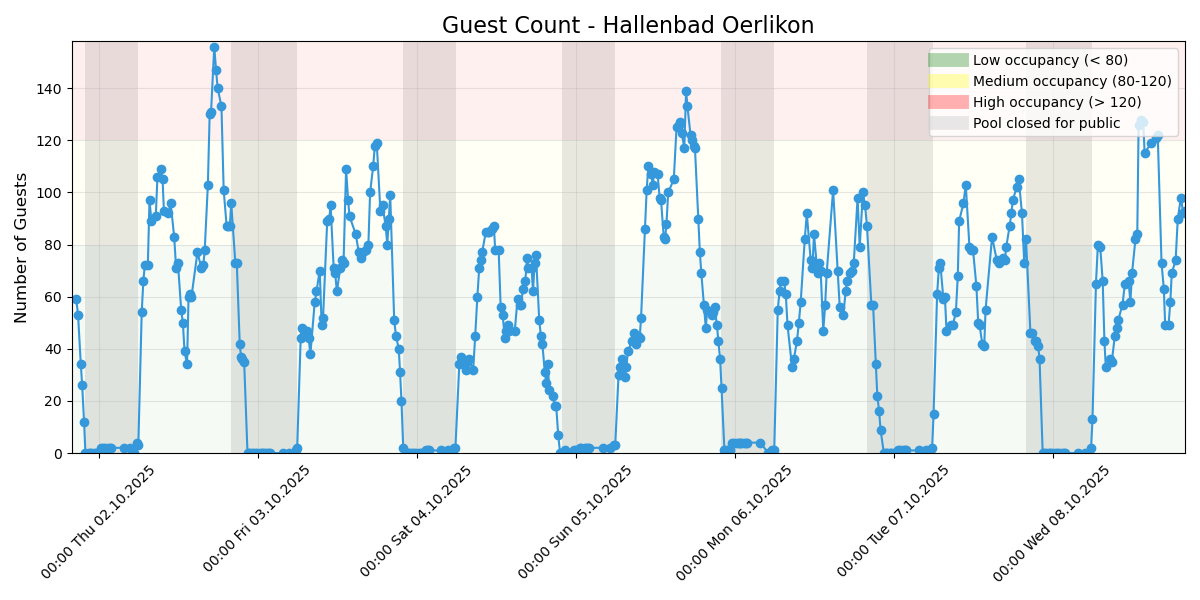 Guest Count - Hallenbad Oerlikon
Number of Guests
140
120
100
80
60
40
20
0
Low occupancy (< 80)
Medium occupancy (80-120)
High occupancy (> 120)
Pool closed for public
00:00 Thu 02.10.2025
00:00 Fri 03.10.2025
00:00 Sat 04.10.2025
00:00 Sun 05.10.2025
00:00 Mon 06.10.2025
00:00 Tue 07.10.2025
00:00 Wed 08.10.2025